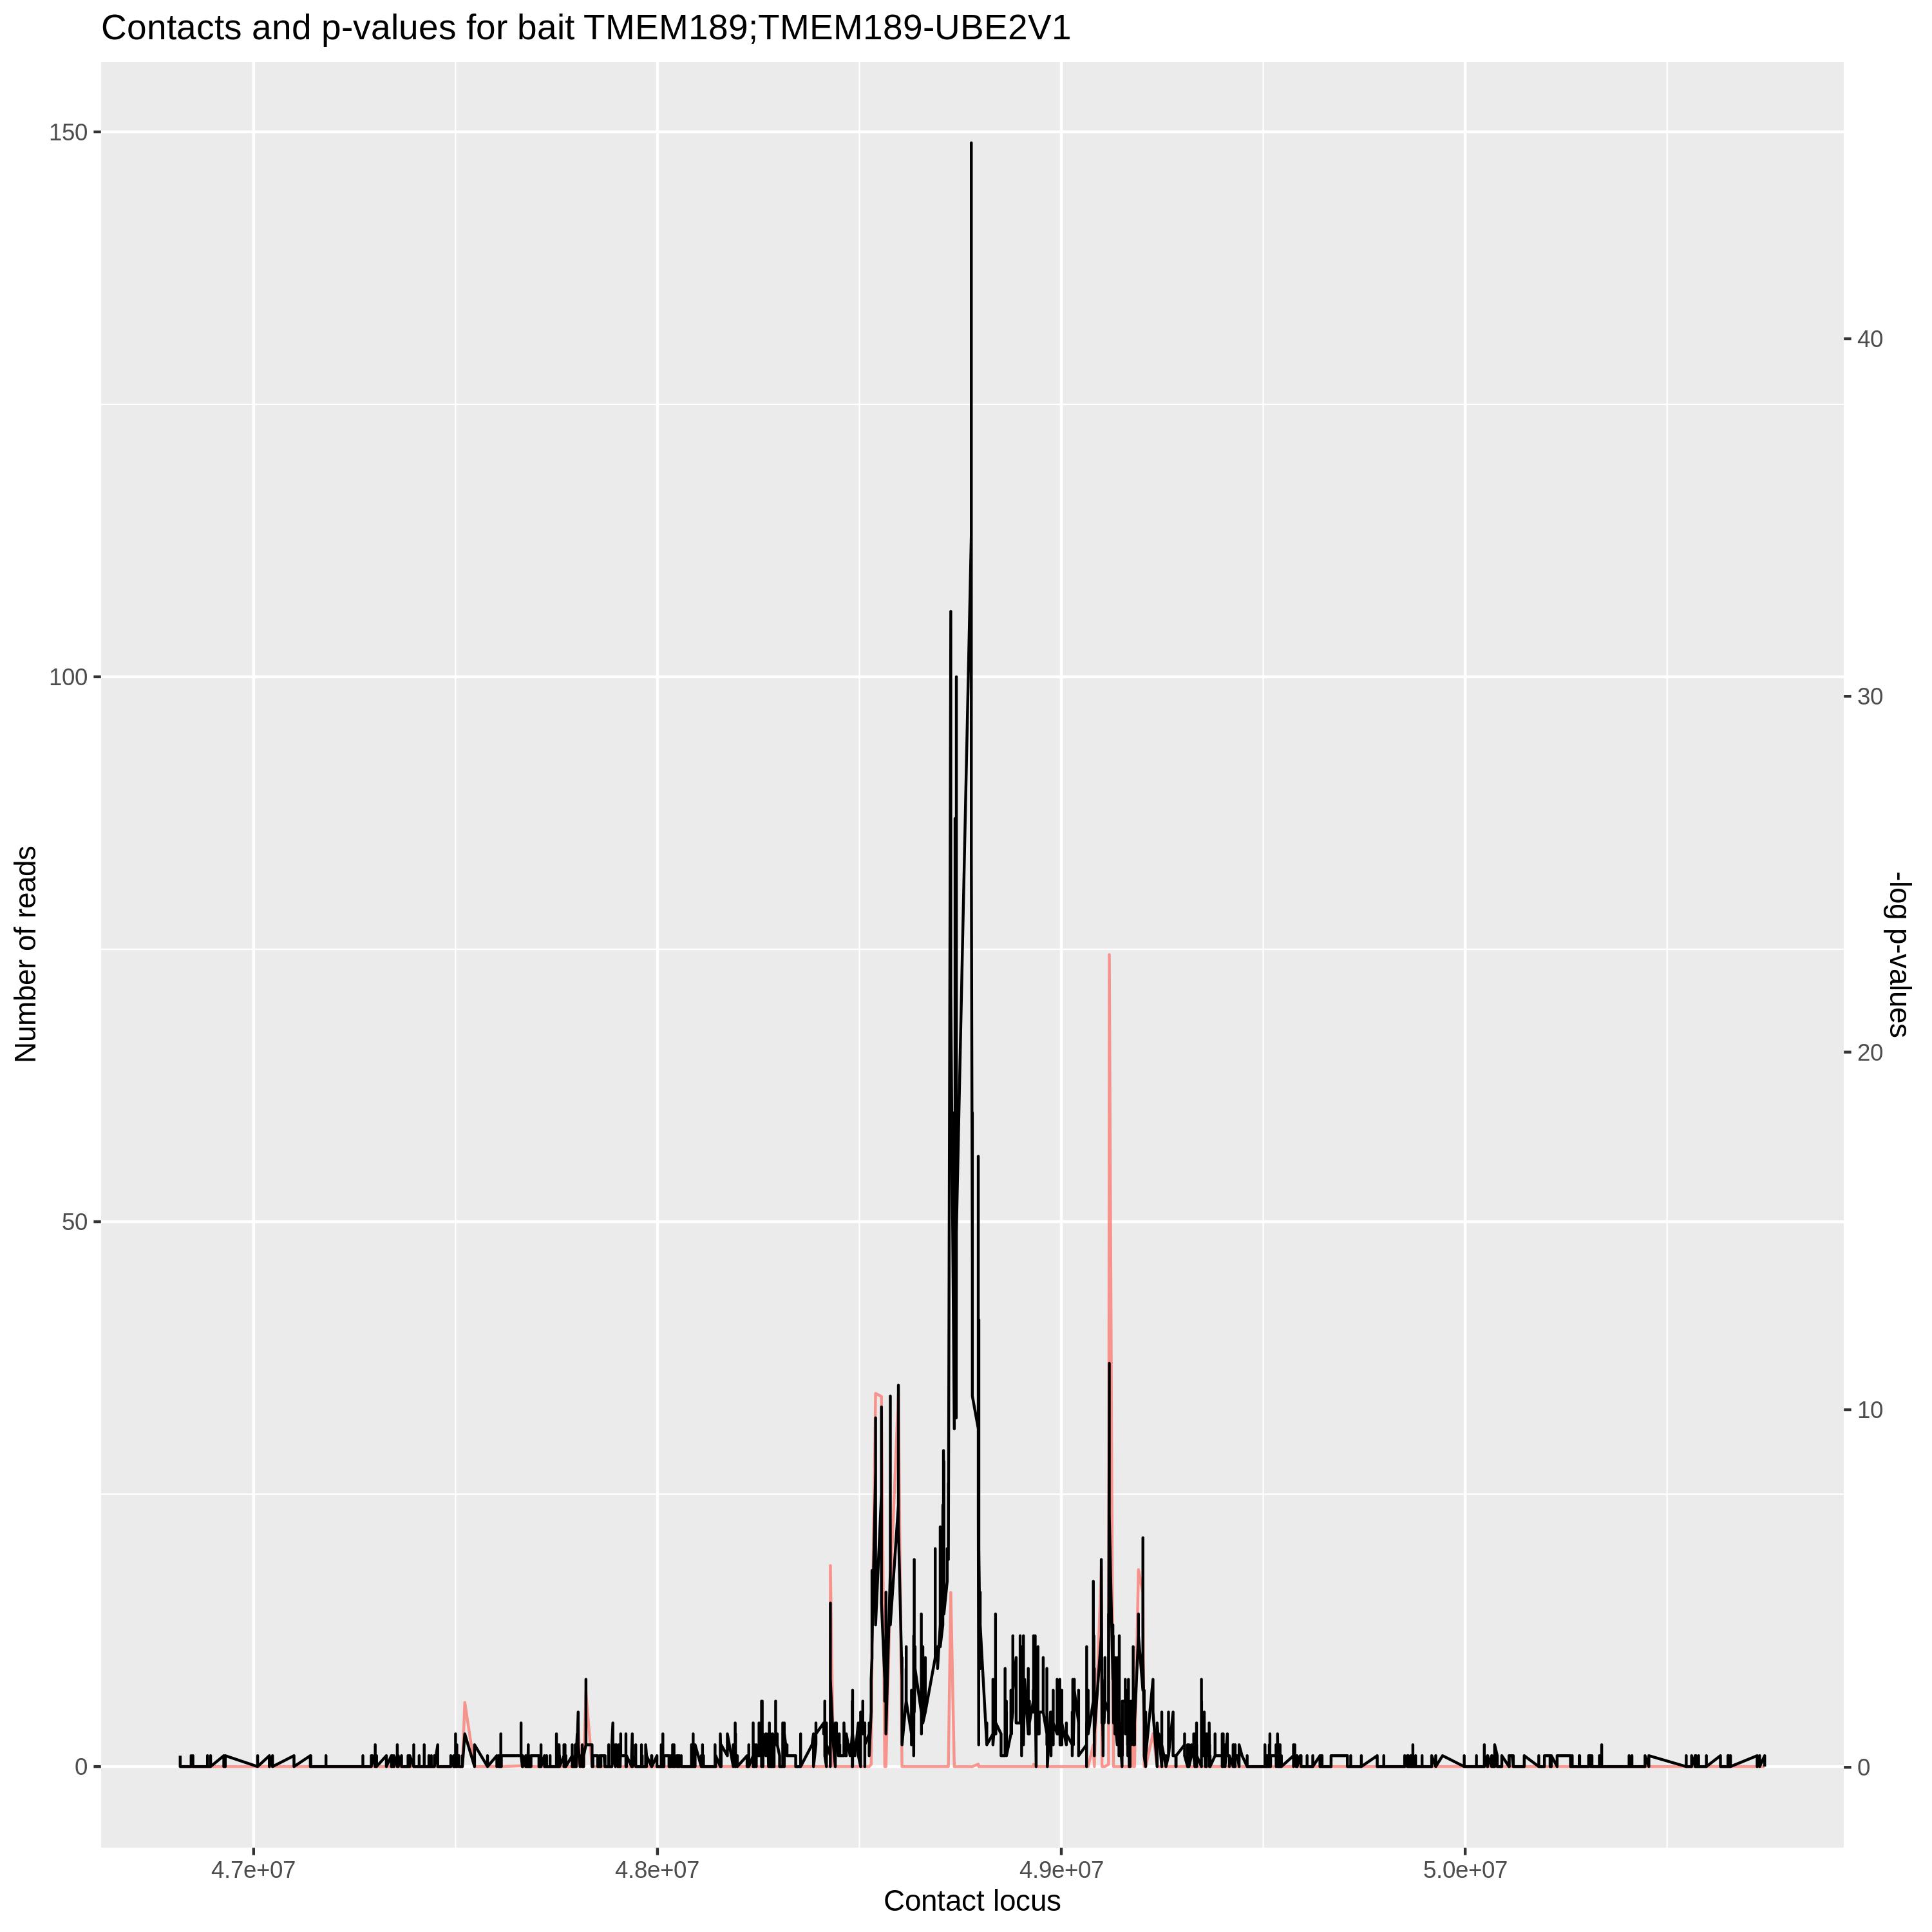 Contacts and p-values for bait TMEM189;TMEM189-UBE2V1
150
100
50
0
Number of reads
40
30
20
10
0
-log p-values
4.7e+07 4.8e+07 4.9e+07 5.0e+07
Contact locus